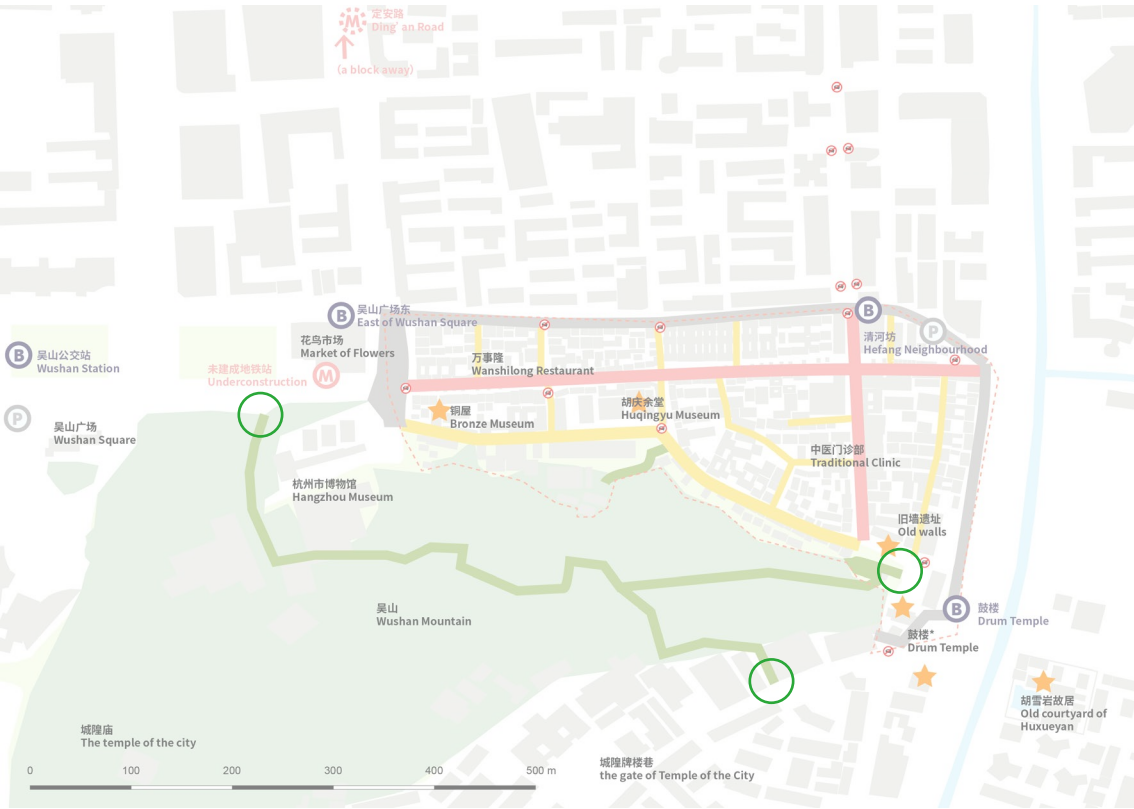 M
定安路
Ding' an Road
(a block away)
B
吴山广场东
East of Wushan Square
B
清河坊
Hefang Neighbourhood
P
花鸟市场
Market of Flowers
B
吴山公交站
Wushan Station
未建成地铁站
Underconstruction
M
万事隆
Wanshilong Restaurant
P
吴山广场
Wushan Square
铜屋
Bronze Museum
胡庆余堂
Huqingyu Museum
中医门诊部
Traditional Clinic
杭州市博物馆
Hangzhou Museum
旧墙遗址
Old walls
吴山
Wushan Mountain
B
鼓楼
Drum Temple
鼓楼*
Drum Temple
胡雪岩故居
Old courtyard of
Huxueyan
城隍庙
The temple of the city
城隍牌楼巷
the gate of Temple of the City
0 100 200 300 400 500 m